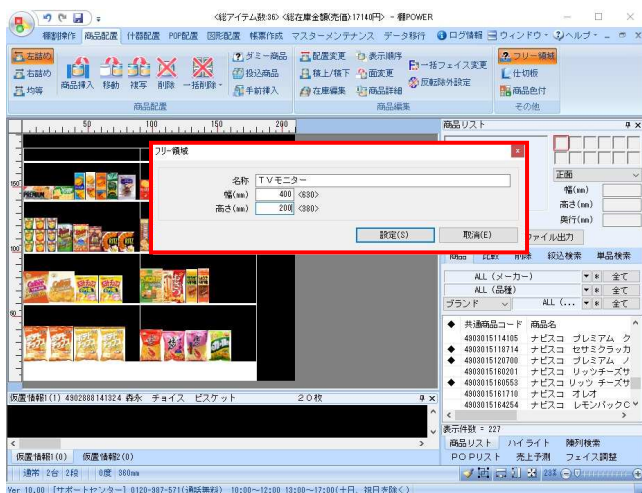 <総アイテム数:36> <総在庫金額(売価):17140円> - 棚POWER
棚割操作 商品配置 什器配置 POP配置 図形配置 帳票作成 マスターメンテナンス データ移行 ログ情報 ウィンドウ ヘルプ
左詰め
右詰め
均等
商品挿入 移動 複写 削除 一括削除
ダミー商品
投込商品
手前挿入
商品配置
配置変更 表示順序
積上/積下 面変更
在庫編集 商品詳細
一括フェイス変更
反転除外設定
商品編集
フリー領域
仕切板
商品色付
その他
50 100 150 200
商品リスト
フリー領域
名称 TVモニター
幅(mm) 400 <630>
高さ(mm) 200 <380>
設定(S) 取消(E)
正面
幅(mm)
高さ(mm)
奥行(mm)
ファイル出力
商品 比較 削除 絞込検索 単品検索
ALL (メーカー) * 全て
ALL (品種) * 全て
ブランド ALL (... * 全て
◆ 共通商品コード 商品名
4903015114105 ナビスコ プレミアム ク
◆ 4903015118714 ナビスコ セサミクラッカ
◆ 4903015120700 ナビスコ プレミアム ノ
4903015160201 ナビスコ リッツチーズサ
◆ 4903015160553 ナビスコ リッツ チーズサ
4903015161710 ナビスコ オレオ
4903015164254 ナビスコ レモンパックC
表示件数 = 227
商品リスト ハイライト 陳列検索
POPリスト 売上予測 フェイス調整
仮置情報1(1) 4902888141324 森永 チョイス ビスケット 20枚
仮置情報1(0) 仮置情報2(0)
通常 2台 2段 0度 360mm
28%
Ver 10.00 [サポートセンター] 0120-987-571(通話無料) 10:00～12:00 13:00～17:00(土日、祝日を除く)